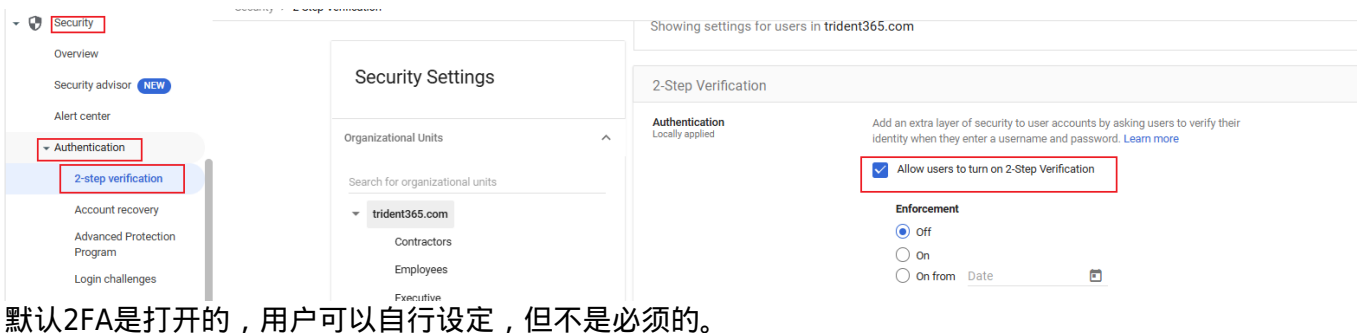 Security
Overview
Security advisor NEW
Alert center
Authentication
2-step verification
Account recovery
Advanced Protection
Program
Login challenges
Security Settings
Organizational Units
Search for organizational units
trident365.com
Contractors
Employees
Executive
Showing settings for users in trident365.com
2-Step Verification
Authentication
Locally applied
Add an extra layer of security to user accounts by asking users to verify their
identity when they enter a username and password. Learn more
Allow users to turn on 2-Step Verification
Enforcement
Off
On
On from Date
默认2FA是打开的，用户可以自行设定，但不是必须的。